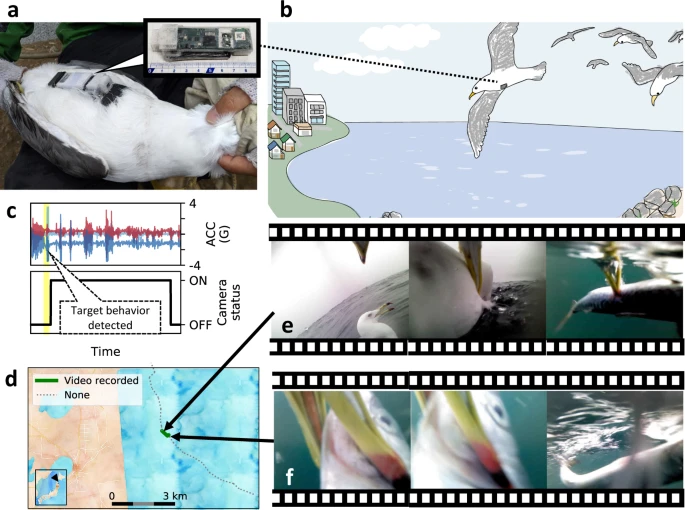 a
b
c
4
-4
ACC
(G)
ON
OFF
Camera
status
Target behavior
detected
Time
d
Video recorded
None
0
3 km
e
f